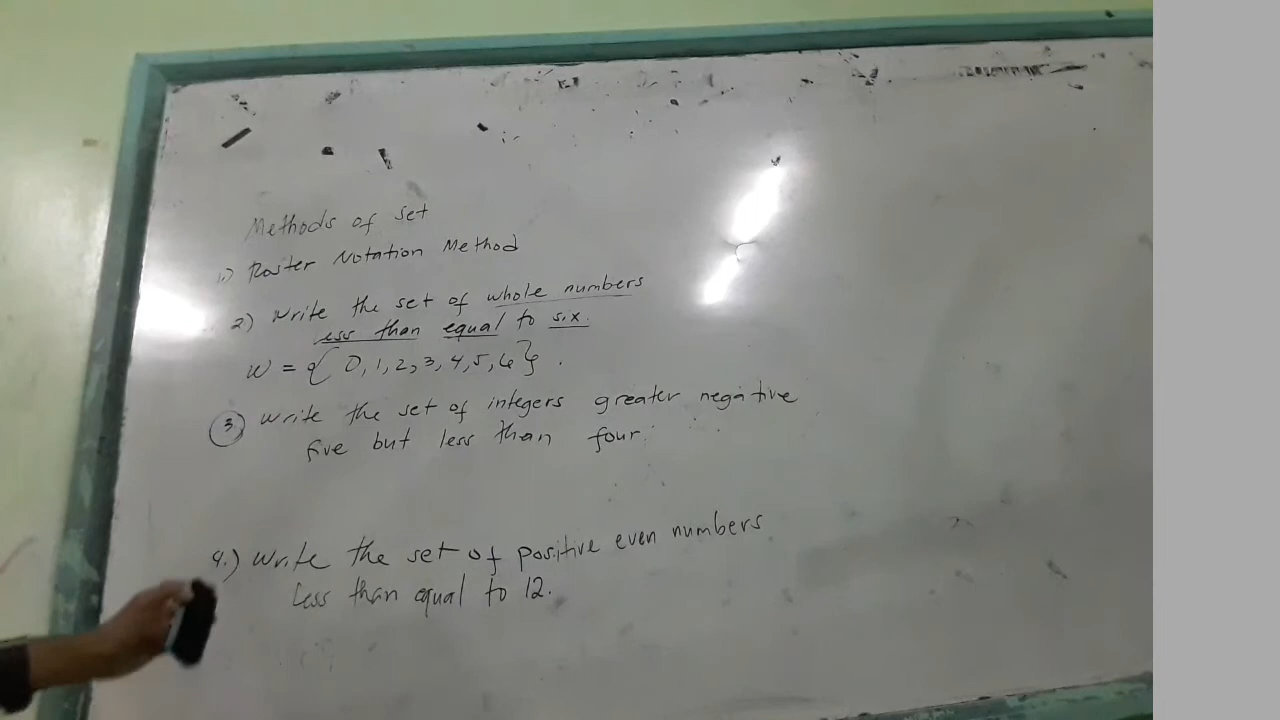 Methods of set
1.) Roster Notation Method
2) Write the set of whole numbers
less than equal to six.
W = { 0, 1, 2, 3, 4, 5, 6 } .
3. Write the set of integers greater negative
five but less than four.
4.) Write the set of positive even numbers
Less than equal to 12.